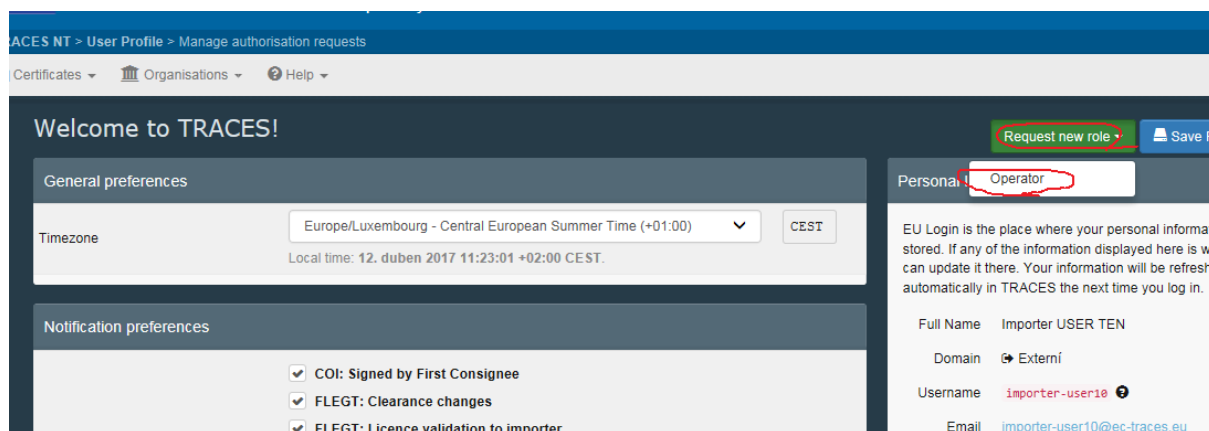 ACES NT > User Profile > Manage authorisation requests
Certificates Organisations Help
Welcome to TRACES!
Request new role
Save
Operator
General preferences
Personal
Timezone
Europe/Luxembourg - Central European Summer Time (+01:00)
CEST
Local time: 12. duben 2017 11:23:01 +02:00 CEST.
EU Login is the place where your personal informa
stored. If any of the information displayed here is w
can update it there. Your information will be refresh
automatically in TRACES the next time you log in.
Full Name Importer USER TEN
Domain Externí
Username importer-user10
Email importer-user10@ec-traces.eu
Notification preferences
COI: Signed by First Consignee
FLEGT: Clearance changes
FLEGT: Licence validation to importer